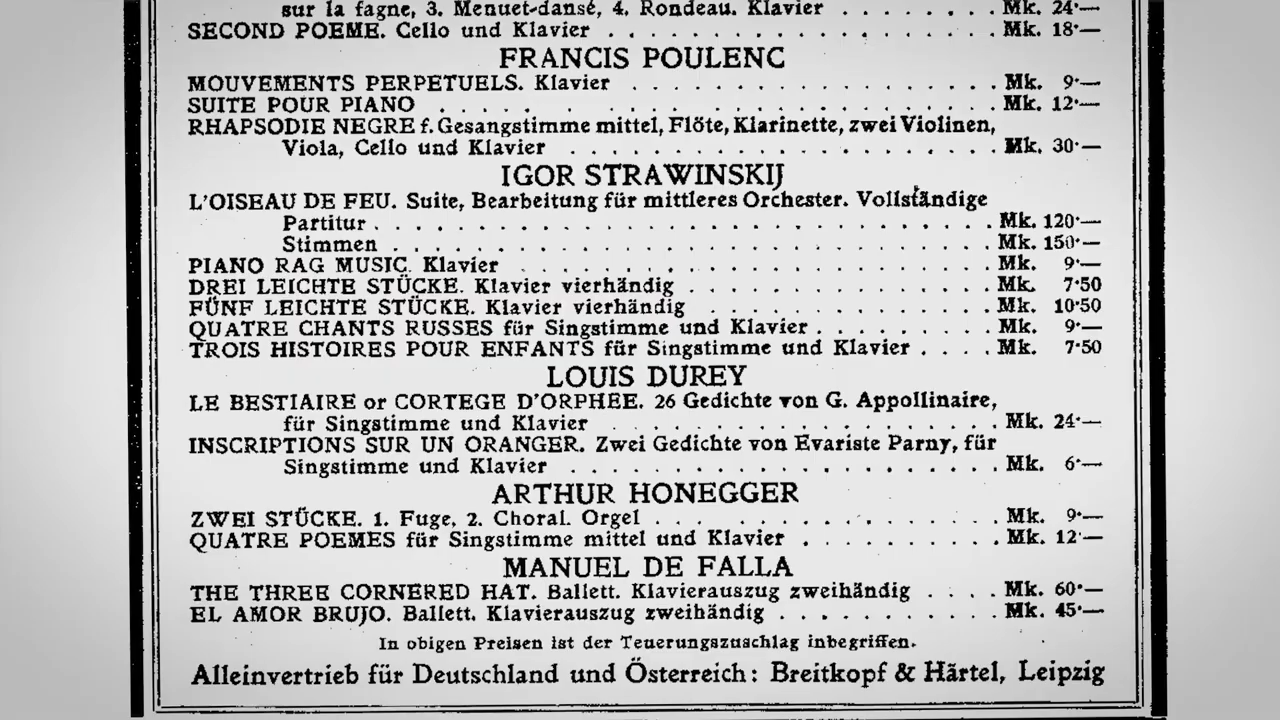 sur la fagne, 3. Menuet-dansé, 4. Rondeau. Klavier . . . . . . . Mk. 24·—
SECOND POEME. Cello und Klavier . . . . . . . . . . . . . . . . . Mk. 18·—
FRANCIS POULENC
MOUVEMENTS PERPETUELS. Klavier . . . . . . . . . . . . . . . . Mk. 9·—
SUITE POUR PIANO . . . . . . . . . . . . . . . . . . . . . . . . Mk. 12·—
RHAPSODIE NEGRE f. Gesangstimme mittel, Flöte, Klarinette, zwei Violinen,
Viola, Cello und Klavier . . . . . . . . . . . . . . . . . . . Mk. 30·—
IGOR STRAWINSKIJ
L'OISEAU DE FEU. Suite, Bearbeitung für mittleres Orchester. Vollständige
Partitur . . . . . . . . . . . . . . . . . . . . . . . . . . . Mk. 120·—
Stimmen . . . . . . . . . . . . . . . . . . . . . . . . . . . Mk. 150·—
PIANO RAG MUSIC. Klavier . . . . . . . . . . . . . . . . . . . . Mk. 9·—
DREI LEICHTE STÜCKE. Klavier vierhändig . . . . . . . . . . . . . Mk. 7·50
FÜNF LEICHTE STÜCKE. Klavier vierhändig . . . . . . . . . . . . . Mk. 10·50
QUATRE CHANTS RUSSES für Singstimme und Klavier . . . . . . . . Mk. 9·—
TROIS HISTOIRES POUR ENFANTS für Singstimme und Klavier . . . . Mk. 7·50
LOUIS DUREY
LE BESTIAIRE or CORTEGE D'ORPHEE. 26 Gedichte von G. Appollinaire,
für Singstimme und Klavier . . . . . . . . . . . . . . . . . . Mk. 24·—
INSCRIPTIONS SUR UN ORANGER. Zwei Gedichte von Evariste Parny, für
Singstimme und Klavier . . . . . . . . . . . . . . . . . . . Mk. 6·—
ARTHUR HONEGGER
ZWEI STÜCKE. 1. Fuge, 2. Choral. Orgel . . . . . . . . . . . . . . Mk. 9·—
QUATRE POEMES für Singstimme mittel und Klavier . . . . . . . . . Mk. 12·—
MANUEL DE FALLA
THE THREE CORNERED HAT. Ballett. Klavierauszug zweihändig . . . . Mk. 60·—
EL AMOR BRUJO. Ballett. Klavierauszug zweihändig . . . . . . . . . Mk. 45·—
In obigen Preisen ist der Teuerungszuschlag inbegriffen.
Alleinvertrieb für Deutschland und Österreich: Breitkopf & Härtel, Leipzig